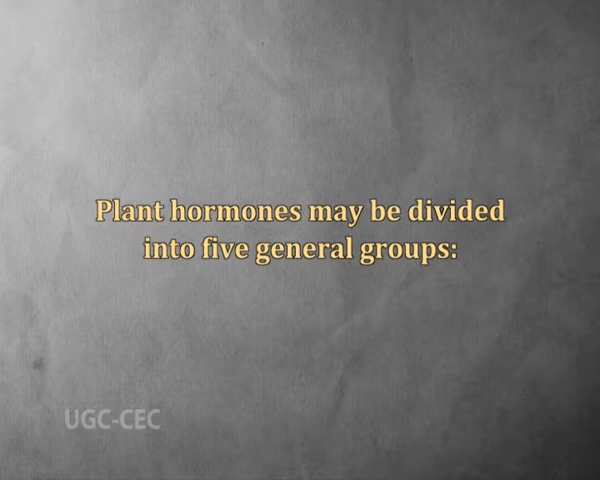 Plant hormones may be divided
into five general groups:
UGC-CEC